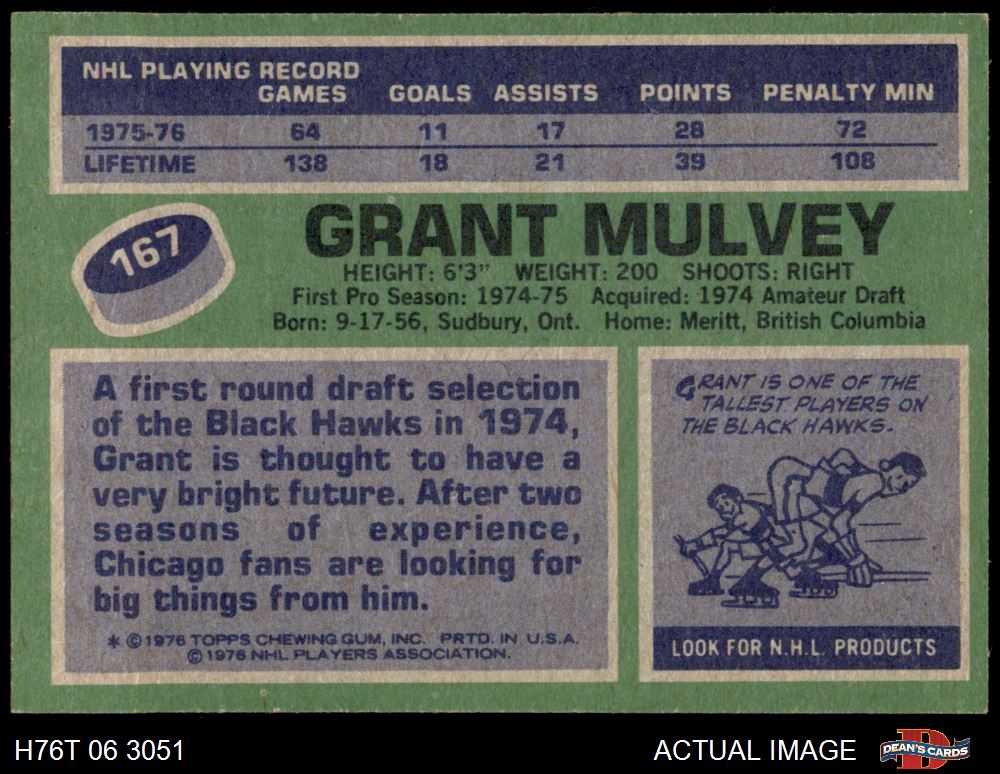 NHL PLAYING RECORD
GAMES GOALS ASSISTS POINTS PENALTY MIN
1975-76 64 11 17 28 72
LIFETIME 138 18 21 39 108
167
GRANT MULVEY
HEIGHT: 6'3" WEIGHT: 200 SHOOTS: RIGHT
First Pro Season: 1974-75 Acquired: 1974 Amateur Draft
Born: 9-17-56, Sudbury, Ont. Home: Meritt, British Columbia
A first round draft selection
of the Black Hawks in 1974,
Grant is thought to have a
very bright future. After two
seasons of experience,
Chicago fans are looking for
big things from him.
* © 1976 TOPPS CHEWING GUM, INC. PRTD. IN U.S.A.
© 1976 NHL PLAYERS ASSOCIATION.
GRANT IS ONE OF THE
TALLEST PLAYERS ON
THE BLACK HAWKS.
LOOK FOR N.H.L. PRODUCTS
H76T 06 3051 ACTUAL IMAGE
DEAN'S CARDS